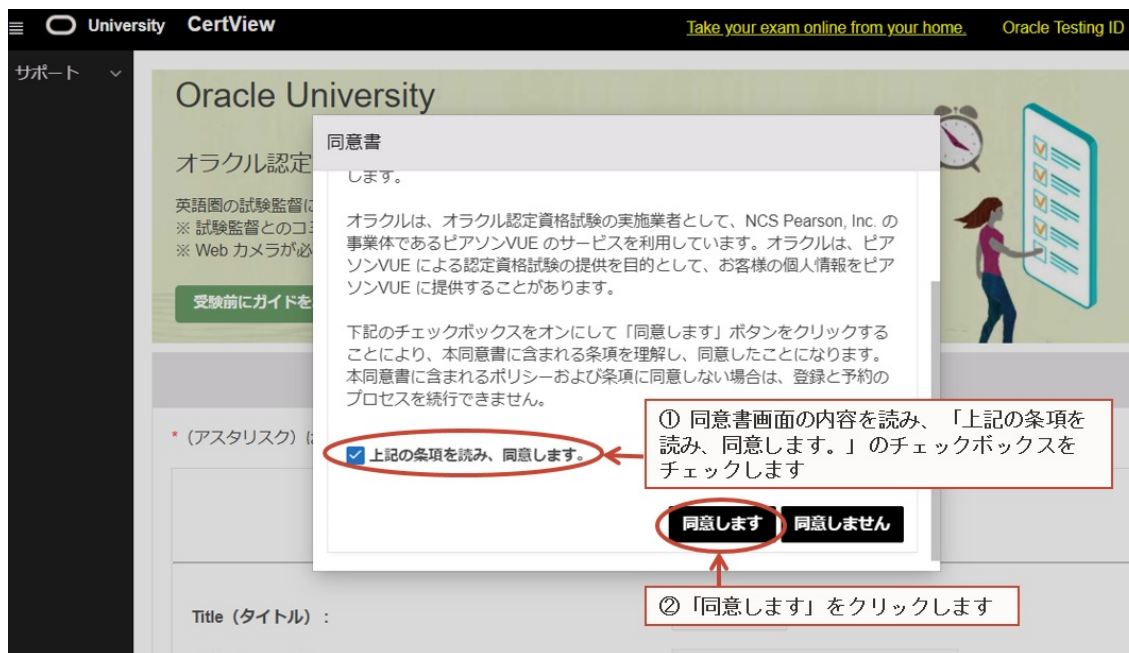 University CertView
Take your exam online from your home.
Oracle Testing ID
サポート
Oracle University
オラクル認定
英語圏の試験監督に
※ 試験監督とのコミ
※ Web カメラが必
受験前にガイドを
同意書
します。
オラクルは、オラクル認定資格試験の実施業者として、NCS Pearson, Inc. の
事業体であるピアソンVUE のサービスを利用しています。オラクルは、ピア
ソンVUE による認定資格試験の提供を目的として、お客様の個人情報をピア
ソンVUE に提供することがあります。
下記のチェックボックスをオンにして「同意します」ボタンをクリックする
ことにより、本同意書に含まれる条項を理解し、同意したことになります。
本同意書に含まれるポリシーおよび条項に同意しない場合は、登録と予約の
プロセスを続行できません。
* (アスタリスク) は
上記の条項を読み、同意します。
① 同意書画面の内容を読み、「上記の条項を
読み、同意します。」のチェックボックスを
チェックします
同意します 同意しません
②「同意します」をクリックします
Title (タイトル) :